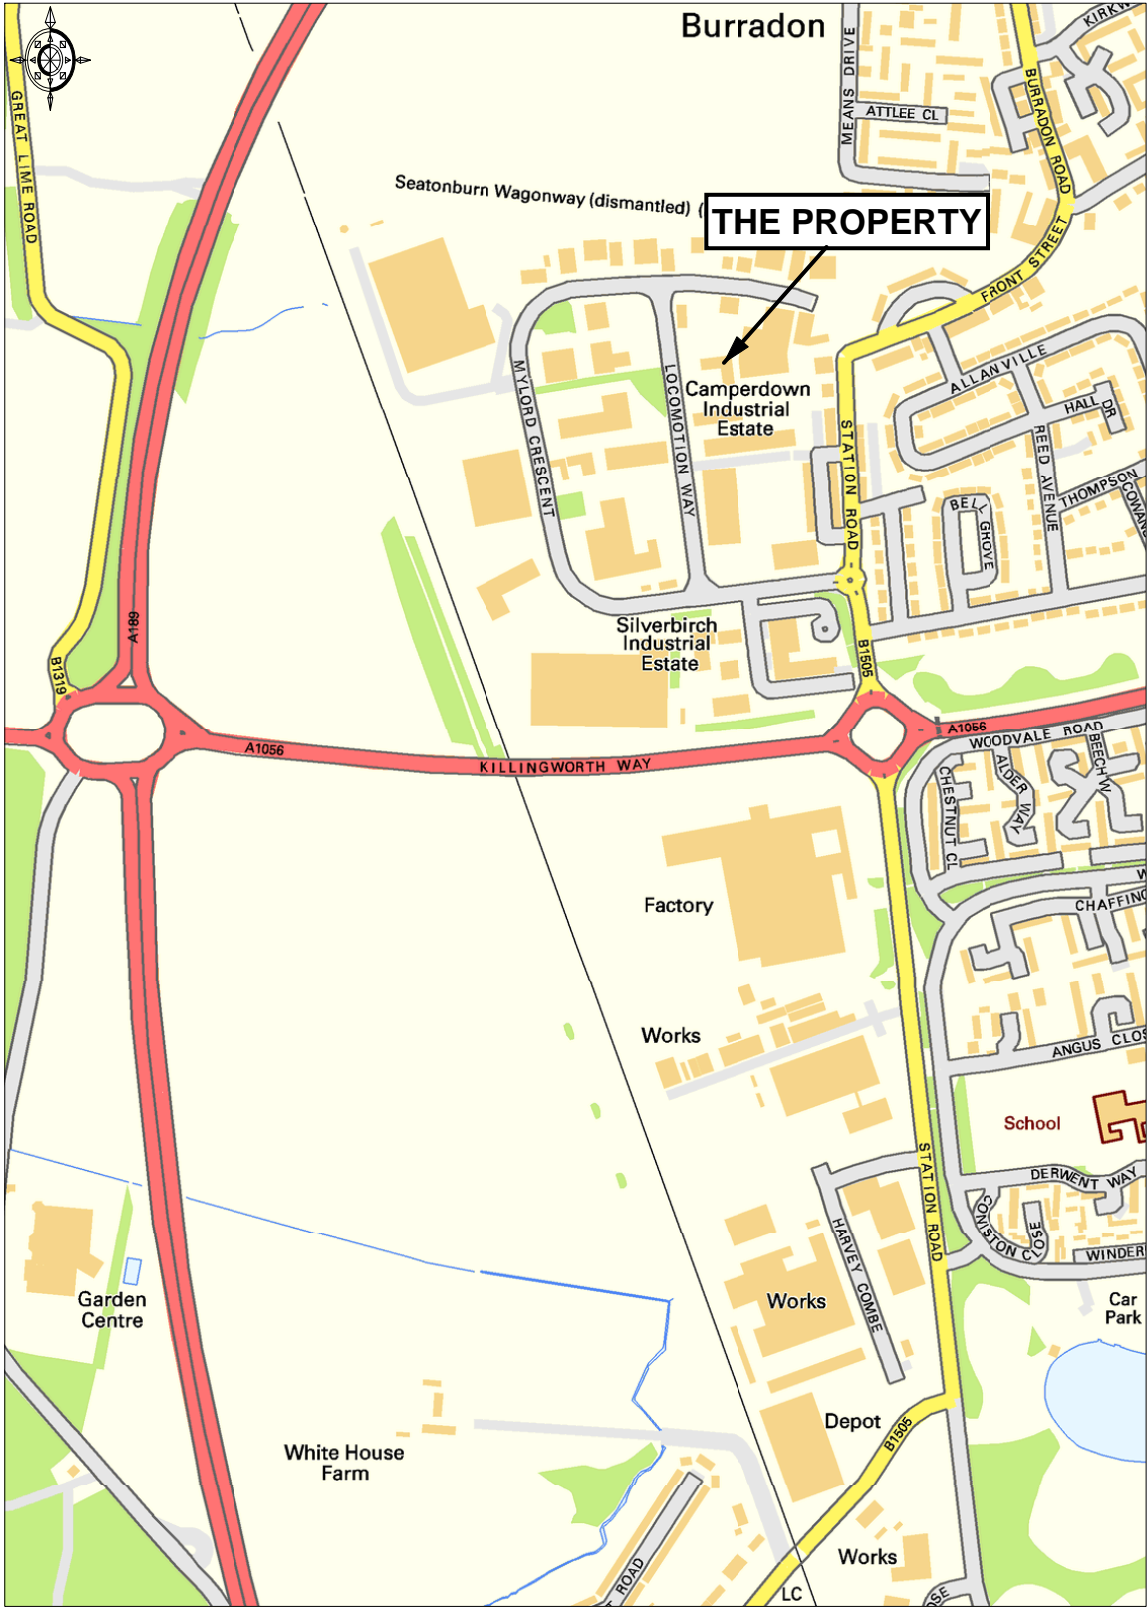 Burradon
KIRKW
MEANS DRIVE
ATTLEE CL
BURRADON ROAD
GREAT LIME ROAD
Seatonburn Wagonway (dismantled) (
THE PROPERTY
FRONT STREET
ALLANVILLE
MYLORD CRESCENT
LOCOMOTION WAY
Camperdown
Industrial
Estate
HALL DR
STATION ROAD
REED AVENUE
THOMPSON
COWAN
BELL GROVE
A189
Silverbirch
Industrial
Estate
B1319
B1505
A1056
KILLINGWORTH WAY
A1056
WOODVALE ROAD
BEECH W
ALDER WAY
CHESTNUT CL
W
CHAFFINC
Factory
Works
ANGUS CLOS
School
STATION ROAD
DERWENT WAY
CONISTON CLOSE
WINDER
HARVEY COMBE
Garden
Centre
Works
Car
Park
Depot
B1505
White House
Farm
Works
T ROAD
LC
OSE